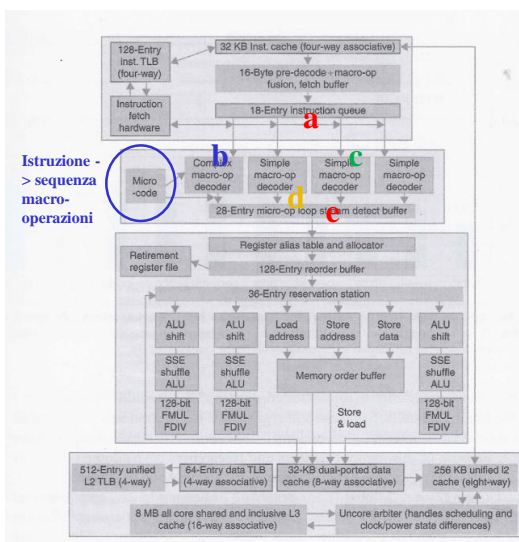 128-Entry
inst. TLB
(four-way)
32 KB Inst. cache (four-way associative)
16-Byte pre-decode+macro-op
fusion, fetch buffer
Instruction
fetch
hardware
18-Entry instruction queue
a
b
c
Istruzione -
> sequenza
macro-
operazioni
Micro
-code
Complex
macro-op
decoder
Simple
macro-op
decoder
Simple
macro-op
decoder
Simple
macro-op
decoder
d
e
28-Entry micro-op loop stream detect buffer
Register alias table and allocator
Retirement
register file
128-Entry reorder buffer
36-Entry reservation station
ALU
shift
ALU
shift
Load
address
Store
address
Store
data
ALU
shift
SSE
shuffle
ALU
SSE
shuffle
ALU
Memory order buffer
SSE
shuffle
ALU
128-bit
FMUL
FDIV
128-bit
FMUL
FDIV
Store
& load
128-bit
FMUL
FDIV
512-Entry unified
L2 TLB (4-way)
64-Entry data TLB
(4-way associative)
32-KB dual-ported data
cache (8-way associative)
256 KB unified l2
cache (eight-way)
8 MB all core shared and inclusive L3
cache (16-way associative)
Uncore arbiter (handles scheduling and
clock/power state differences)